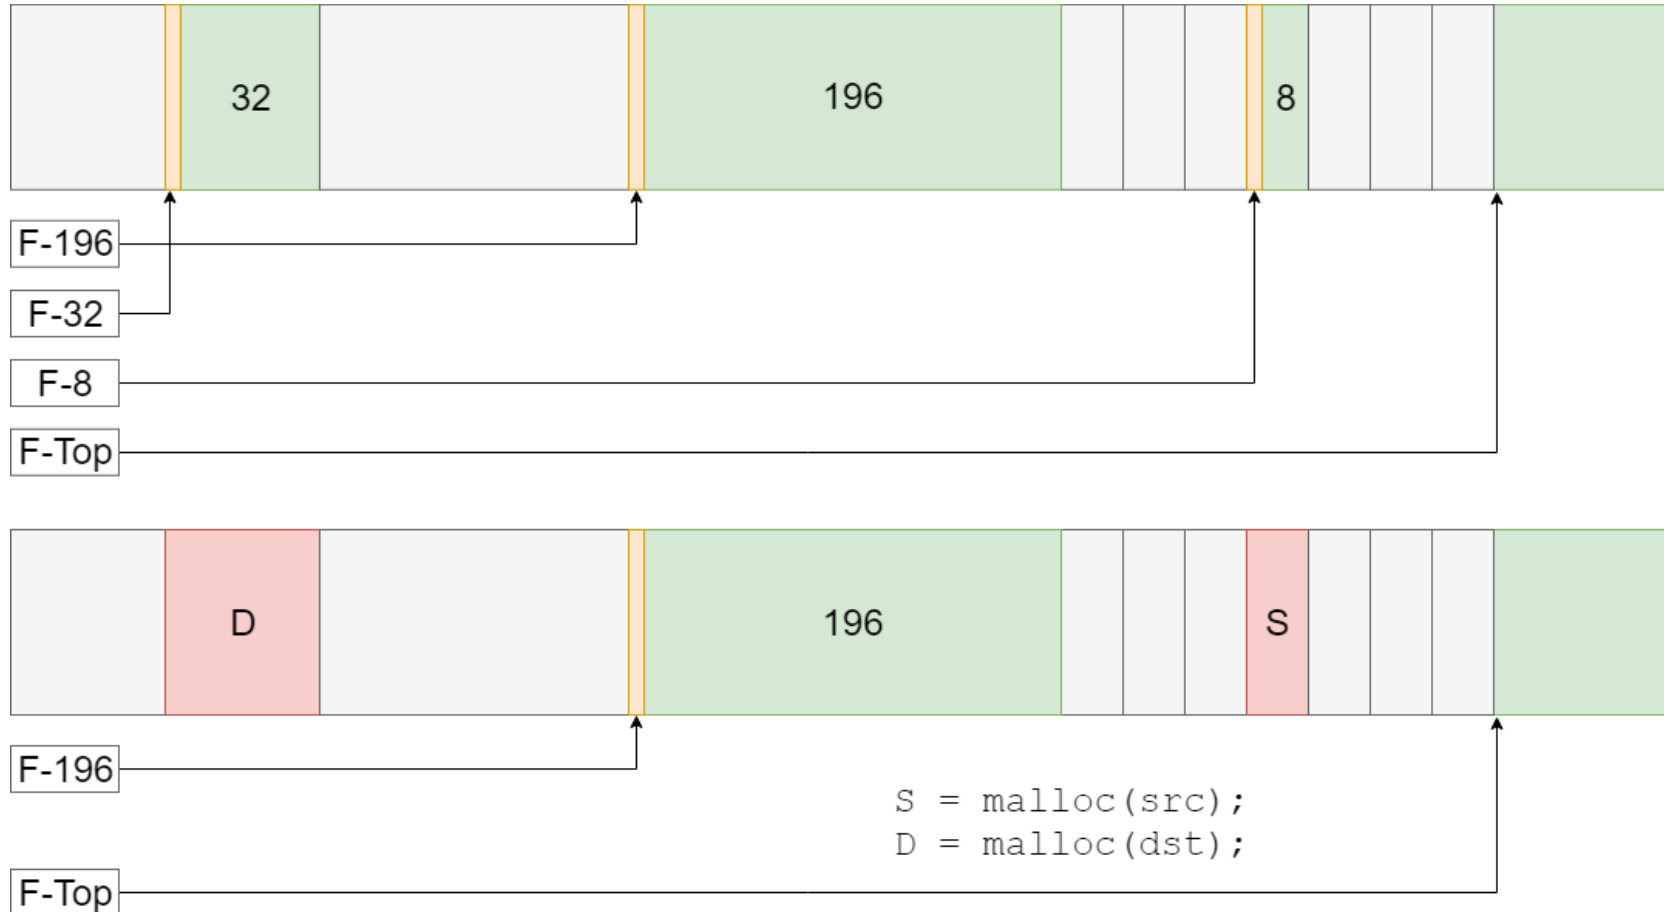 32
196
8
F-196
F-32
F-8
F-Top
D
196
S
F-196
S = malloc(src);
D = malloc(dst);
F-Top